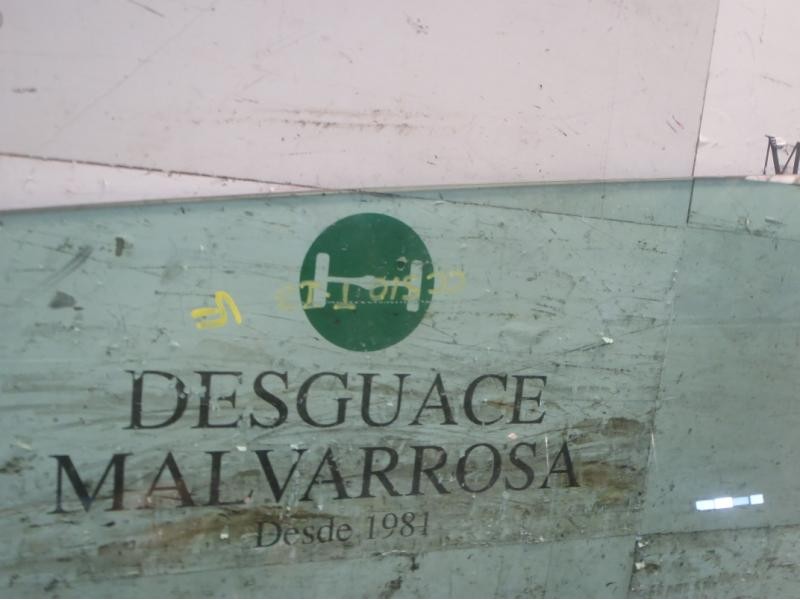 M
DESGUACE
MALVARROSA
Desde 1981